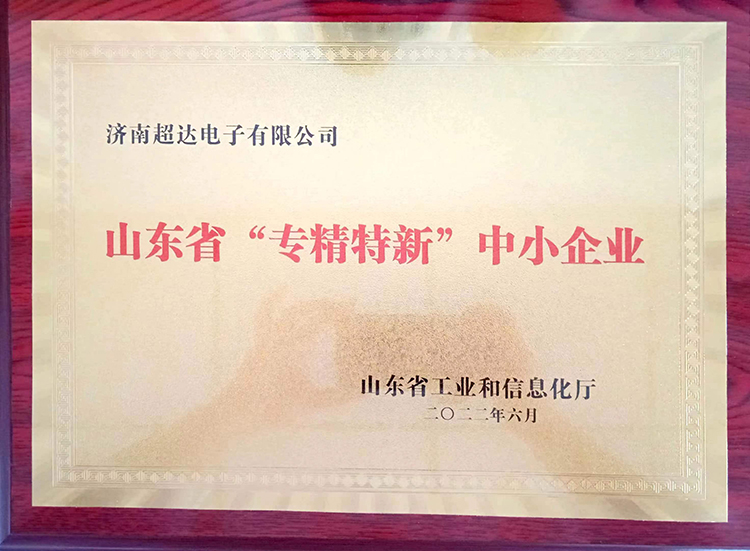 济南超达电子有限公司
山东省“专精特新”中小企业
山东省工业和信息化厅
二〇二二年六月